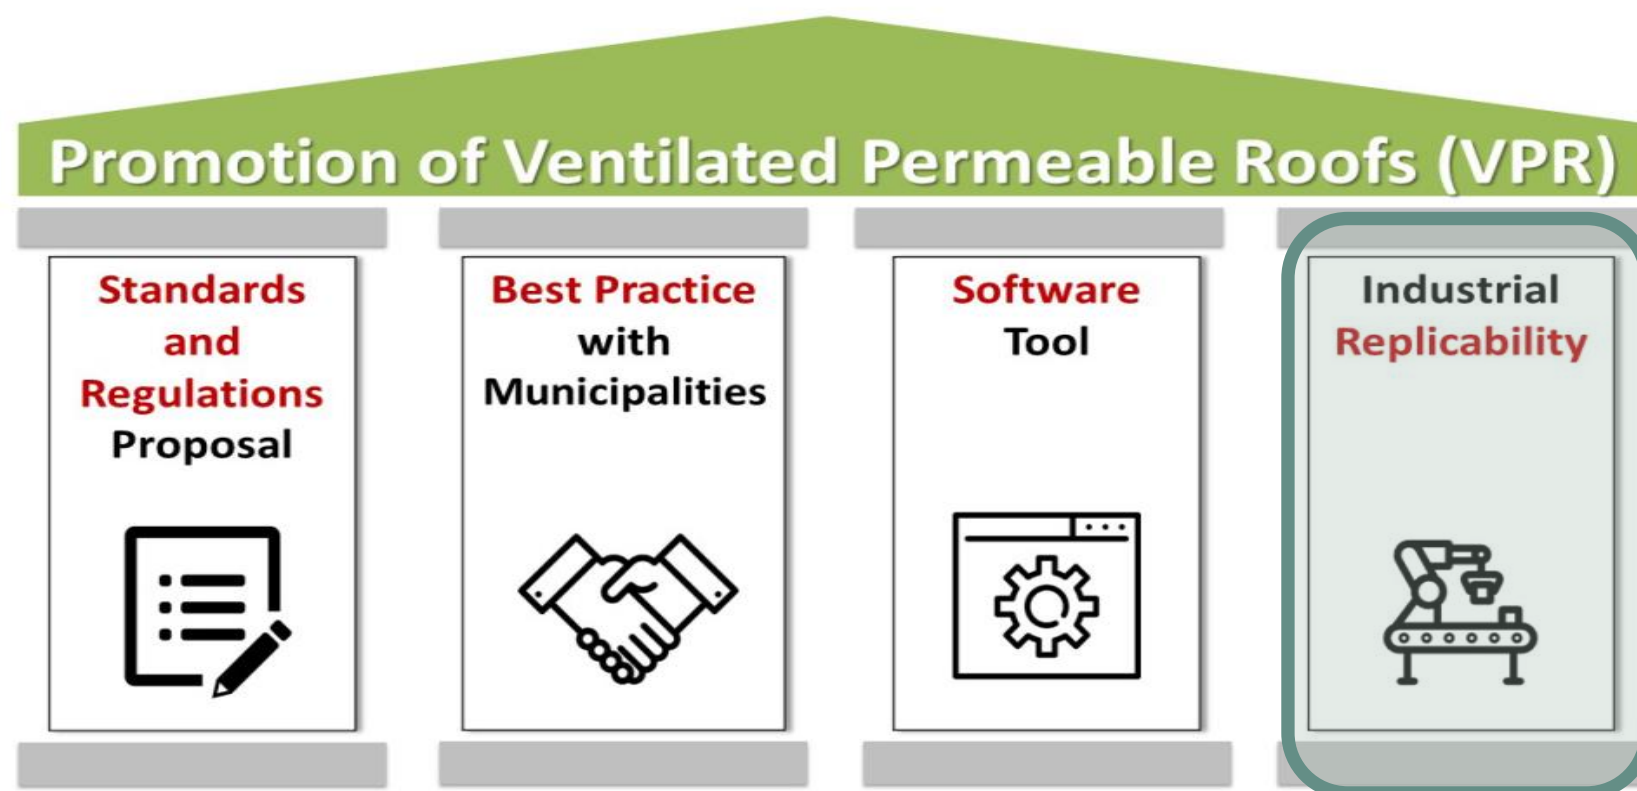 Promotion of Ventilated Permeable Roofs (VPR)
Standards
and
Regulations
Proposal
Best Practice
with
Municipalities
Software
Tool
Industrial
Replicability